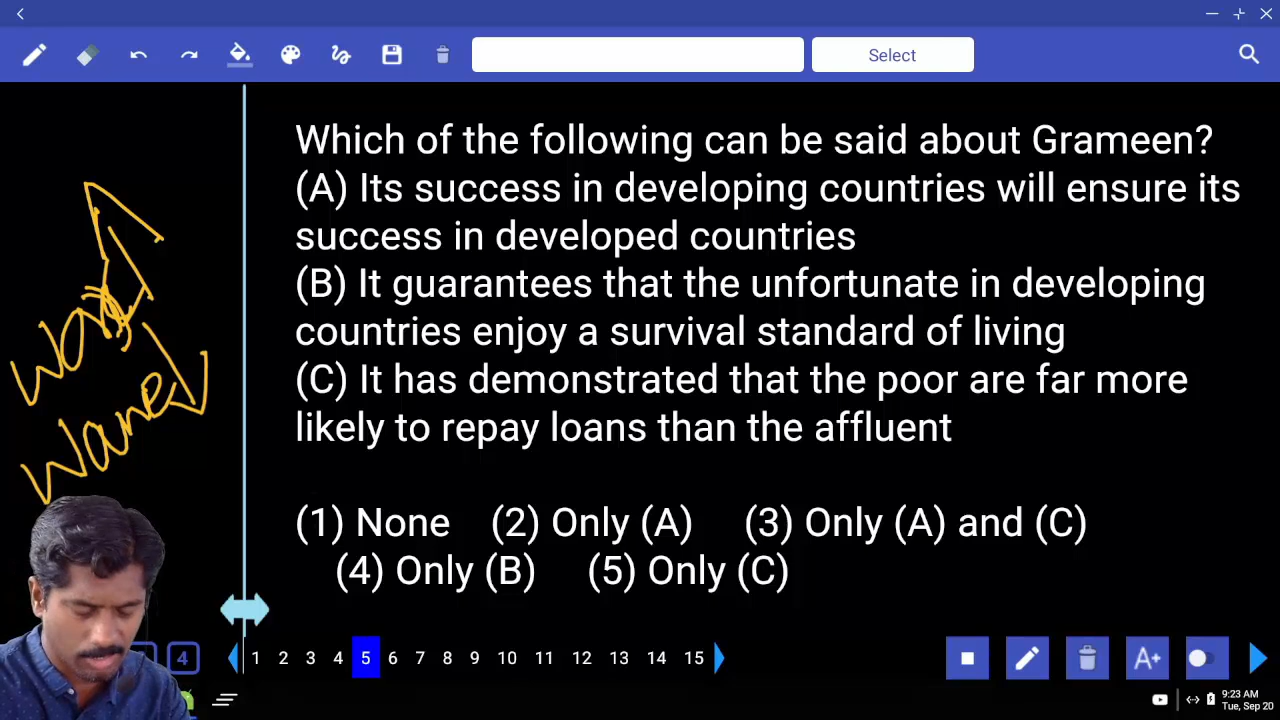 Select
Which of the following can be said about Grameen?
(A) Its success in developing countries will ensure its
success in developed countries
(B) It guarantees that the unfortunate in developing
countries enjoy a survival standard of living
(C) It has demonstrated that the poor are far more
likely to repay loans than the affluent
(1) None (2) Only (A) (3) Only (A) and (C)
(4) Only (B) (5) Only (C)
Wane
4 1 2 3 4 5 6 7 8 9 10 11 12 13 14 15 A+
9:23 AM
Tue, Sep 20